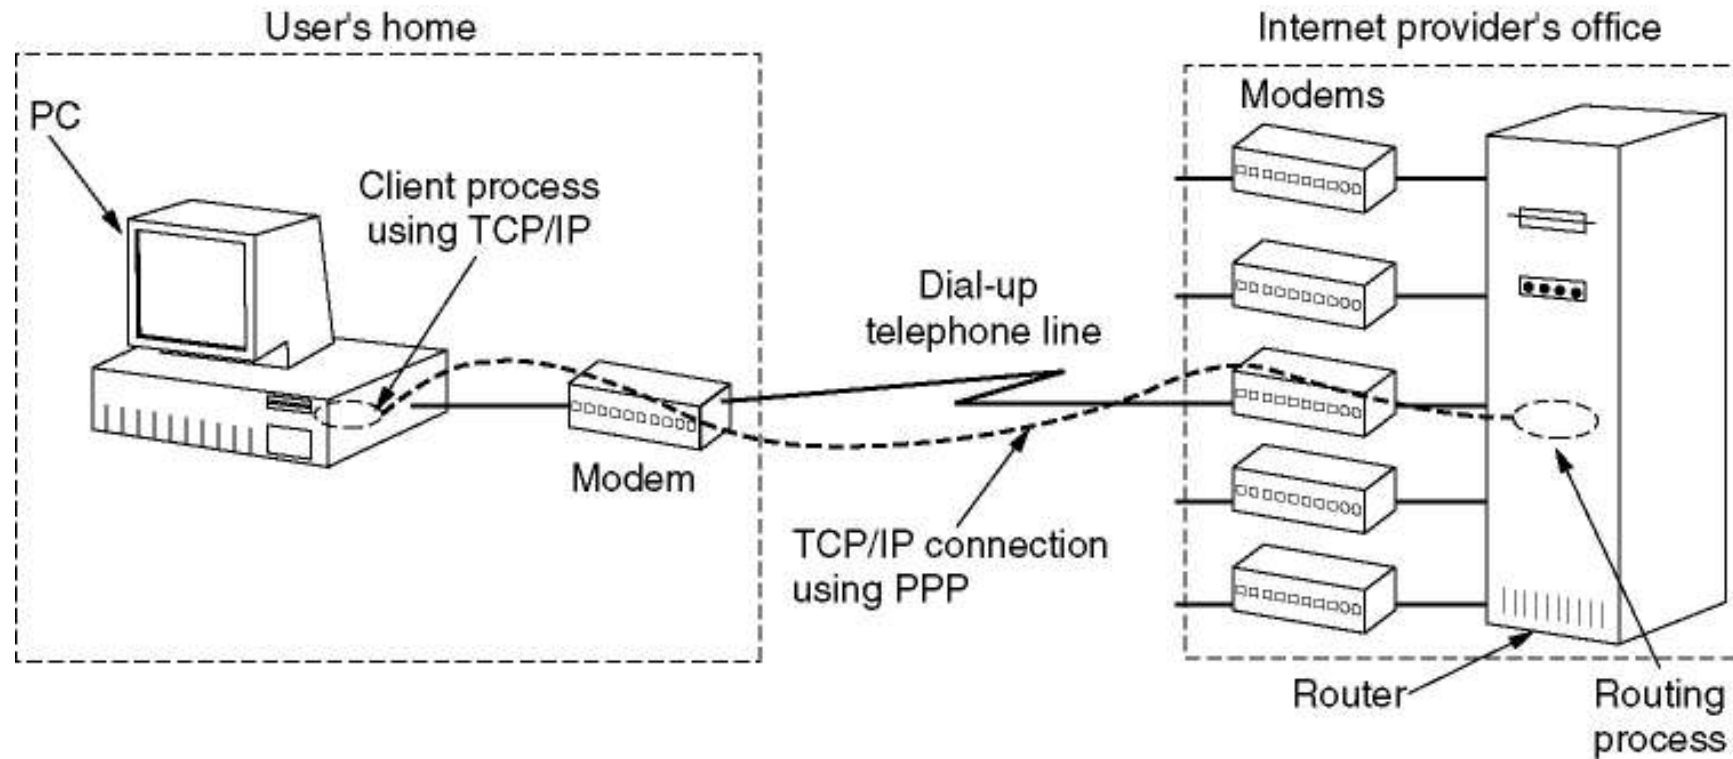 User's home
Internet provider's office
PC
Client process
using TCP/IP
Modem
Dial-up
telephone line
TCP/IP connection
using PPP
Modems
Router
Routing
process